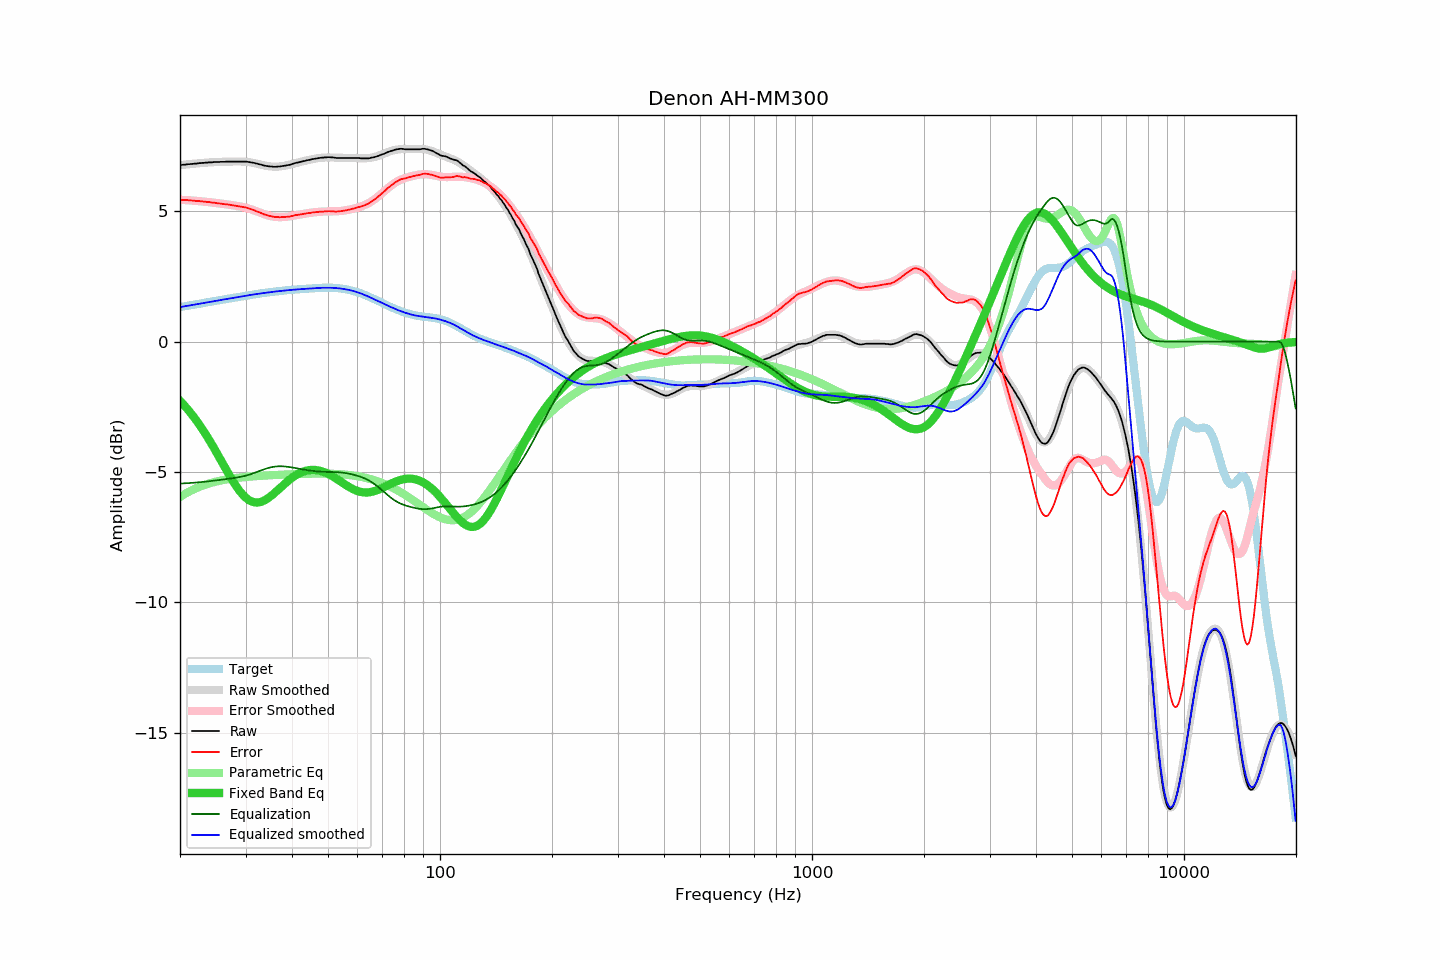 Denon AH-MM300
Amplitude (dBr)
5
0
−5
−10
−15
Target
Raw Smoothed
Error Smoothed
Raw
Error
Parametric Eq
Fixed Band Eq
Equalization
Equalized smoothed
100
1000
10000
Frequency (Hz)